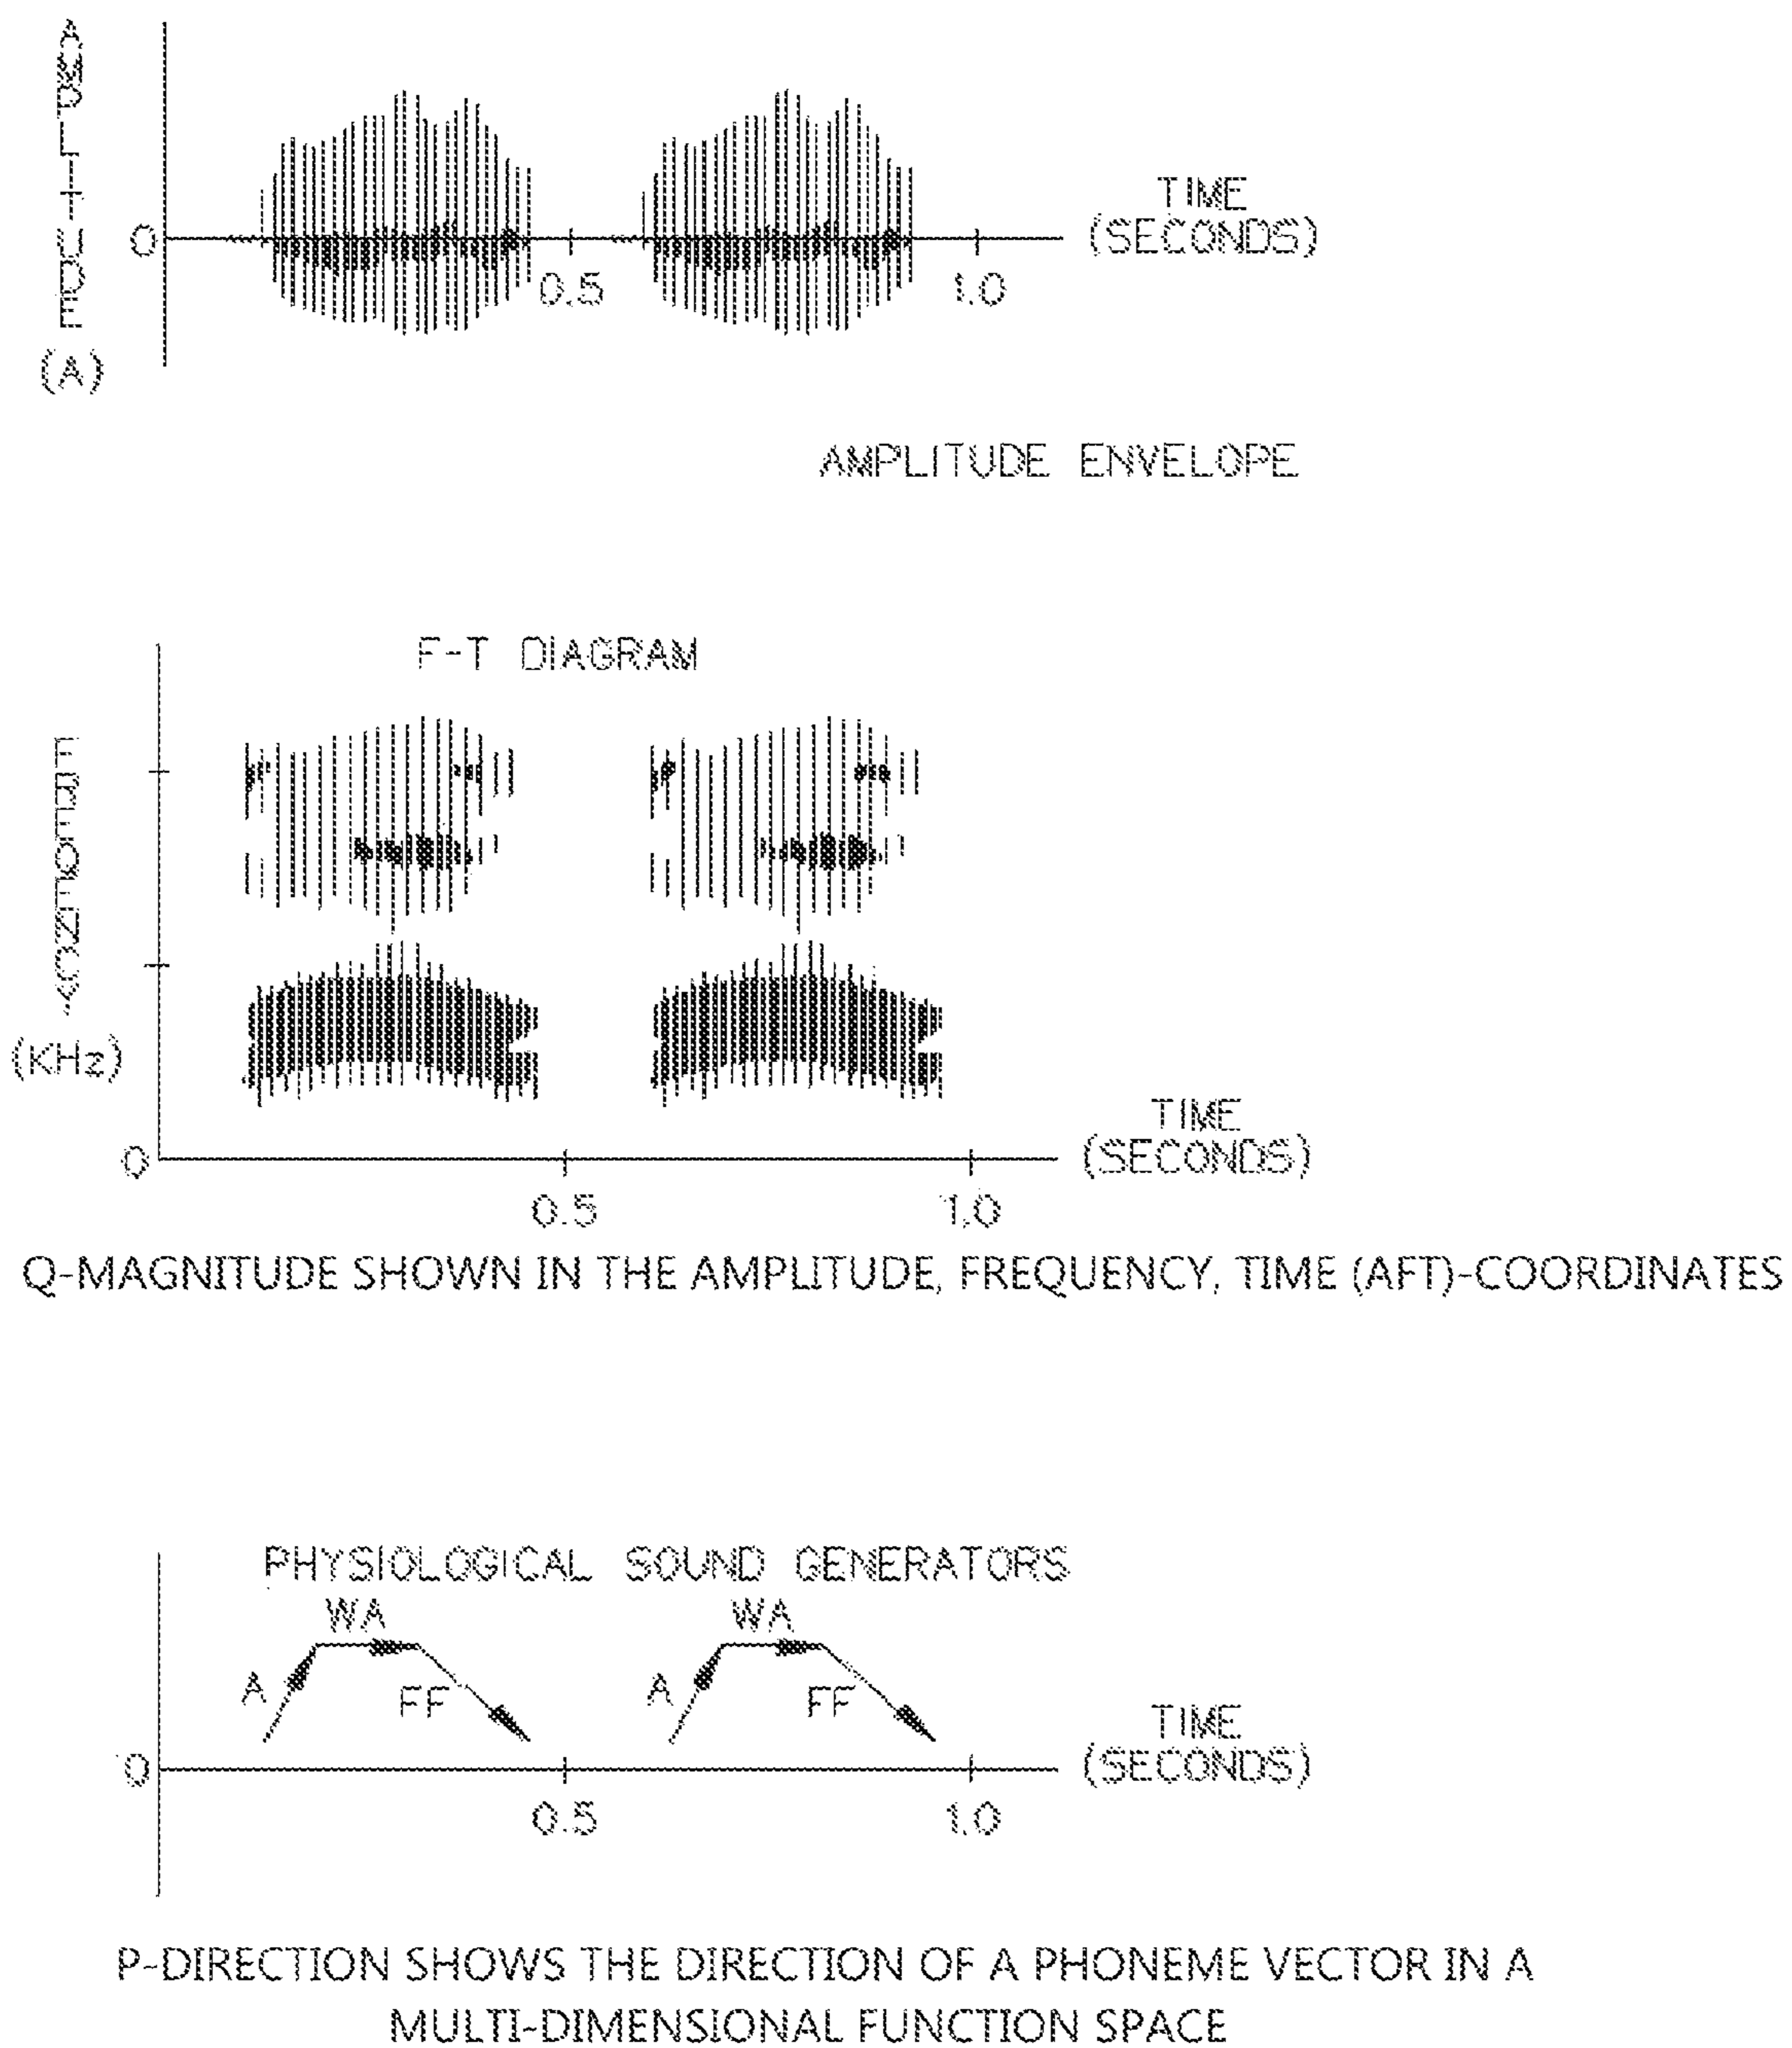 AMPLITUDE
(A)
0
0.5
1.0
TIME
(SECONDS)
AMPLITUDE ENVELOPE
F-T DIAGRAM
FREQUENCY
(KHz)
0
0.5
1.0
TIME
(SECONDS)
Q-MAGNITUDE SHOWN IN THE AMPLITUDE, FREQUENCY, TIME (AFT)-COORDINATES
PHYSIOLOGICAL SOUND GENERATORS
WA
WA
A
FF
A
FF
0
0.5
1.0
TIME
(SECONDS)
P-DIRECTION SHOWS THE DIRECTION OF A PHONEME VECTOR IN A
MULTI-DIMENSIONAL FUNCTION SPACE